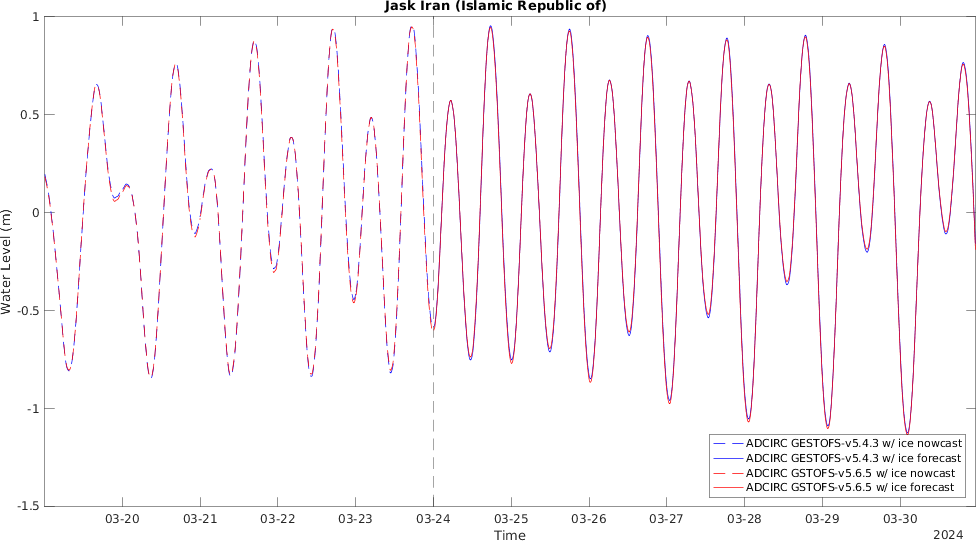 Jask Iran (Islamic Republic of)
1
0.5
0
-0.5
-1
-1.5
Water Level (m)
ADCIRC GESTOFS-v5.4.3 w/ ice nowcast
ADCIRC GESTOFS-v5.4.3 w/ ice forecast
ADCIRC GSTOFS-v5.6.5 w/ ice nowcast
ADCIRC GSTOFS-v5.6.5 w/ ice forecast
03-20 03-21 03-22 03-23 03-24 03-25 03-26 03-27 03-28 03-29 03-30
Time
2024